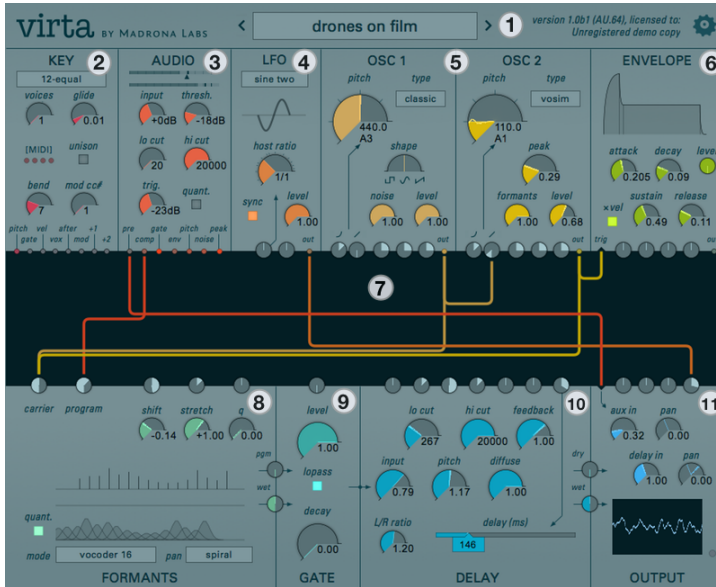 virta BY MADRONA LABS
drones on film
1
version 1.0b1 (AU.64), licensed to:
Unregistered demo copy
KEY 2
12-equal
voices glide
1 0.01
[MIDI] unison
bend mod cc#
7 1
pitch vel after +1
gate vox mod +2
AUDIO 3
input thresh.
+0dB -18dB
lo cut hi cut
20 20000
trig. quant.
-23dB
pre gate pitch peak
comp env noise
LFO 4
sine two
host ratio
1/1
sync level
1.00
out
OSC 1 5
pitch type
classic
440.0
A3
shape
noise level
1.00 1.00
out
OSC 2
pitch type
vosim
110.0
A1
peak
0.29
formants level
1.00 0.68
out
ENVELOPE 6
attack decay level
0.205 0.09
×vel sustain release
0.49 0.11
trig out
7
carrier program
8
shift stretch q
-0.14 +1.00 0.00
pgm
wet
quant.
mode vocoder 16 pan spiral
FORMANTS
9
level
1.00
lopass
decay
0.00
GATE
10
lo cut hi cut feedback
267 20000 1.00
input pitch diffuse
0.79 1.17 1.00
L/R ratio delay (ms)
1.20 146
DELAY
dry
wet
11
aux in pan
0.32 0.00
delay in pan
1.00 0.00
OUTPUT